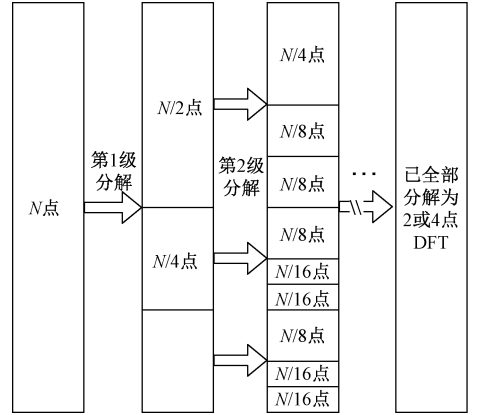 N点
第1级
分解
N/2点
N/4点
第2级
分解
N/4点
N/8点
N/8点
N/8点
N/16点
N/16点
N/8点
N/16点
N/16点
···
已全部
分解为
2或4点
DFT